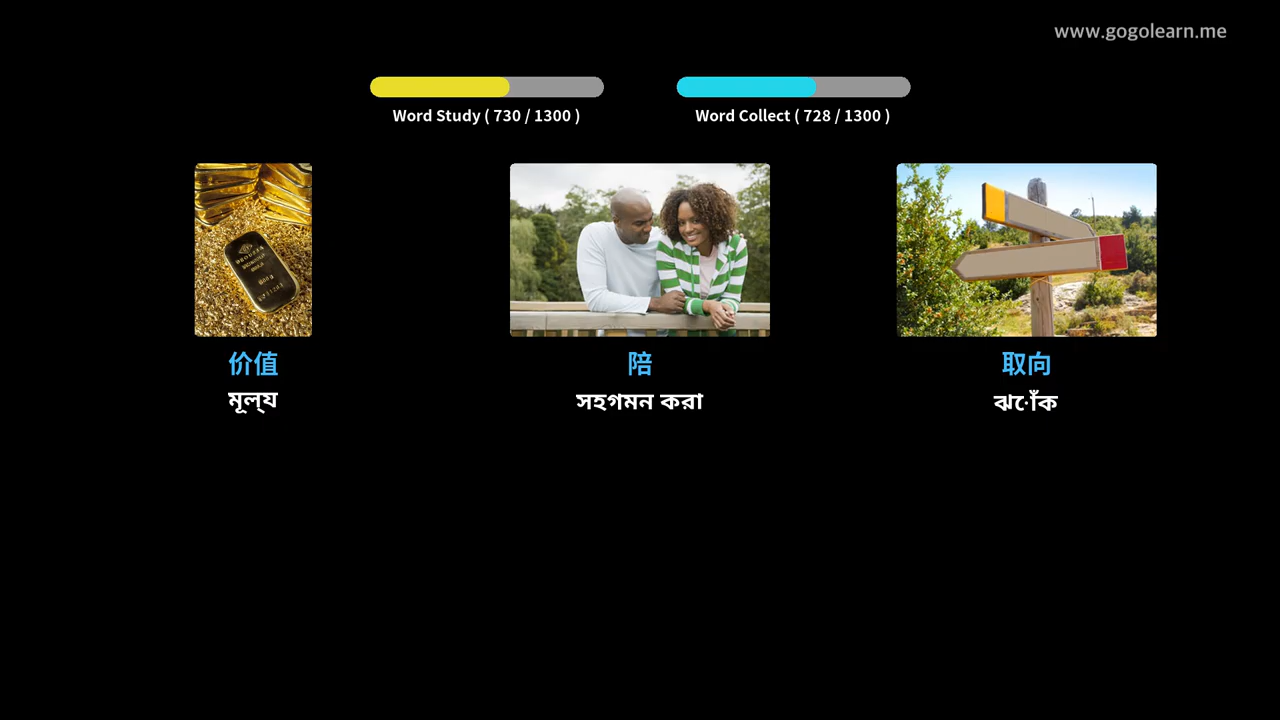 www.gogolearn.me
Word Study ( 730 / 1300 )
Word Collect ( 728 / 1300 )
价值
陪
取向
মূল্য
সহগমন করা
ঝোঁক